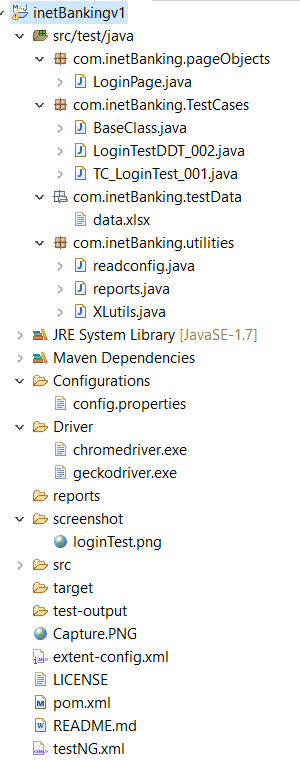 inetBankingv1
src/test/java
com.inetBanking.pageObjects
LoginPage.java
com.inetBanking.TestCases
BaseClass.java
LoginTestDDT_002.java
TC_LoginTest_001.java
com.inetBanking.testData
data.xlsx
com.inetBanking.utilities
readconfig.java
reports.java
XLutils.java
JRE System Library [JavaSE-1.7]
Maven Dependencies
Configurations
config.properties
Driver
chromedriver.exe
geckodriver.exe
reports
screenshot
loginTest.png
src
target
test-output
Capture.PNG
extent-config.xml
LICENSE
pom.xml
README.md
testNG.xml